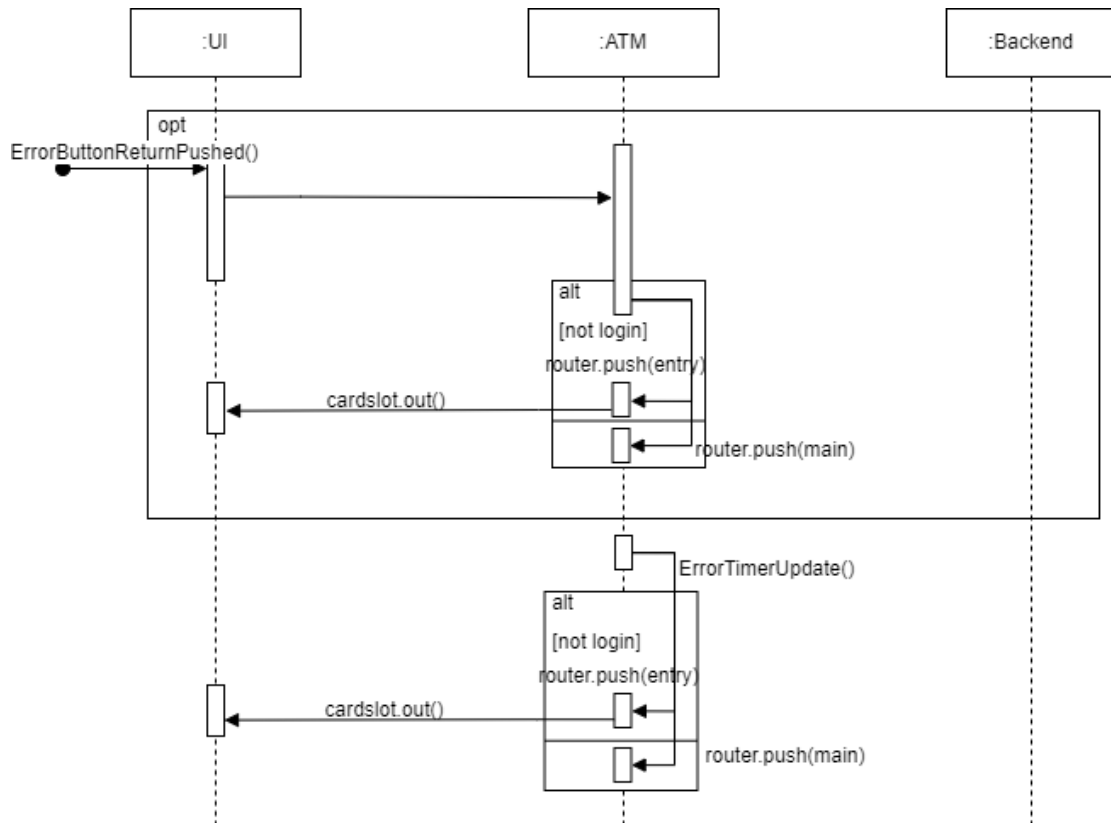 :UI
:ATM
:Backend
opt
ErrorButtonReturnPushed()
alt
[not login]
router.push(entry)
cardslot.out()
router.push(main)
ErrorTimerUpdate()
alt
[not login]
router.push(entry)
cardslot.out()
router.push(main)